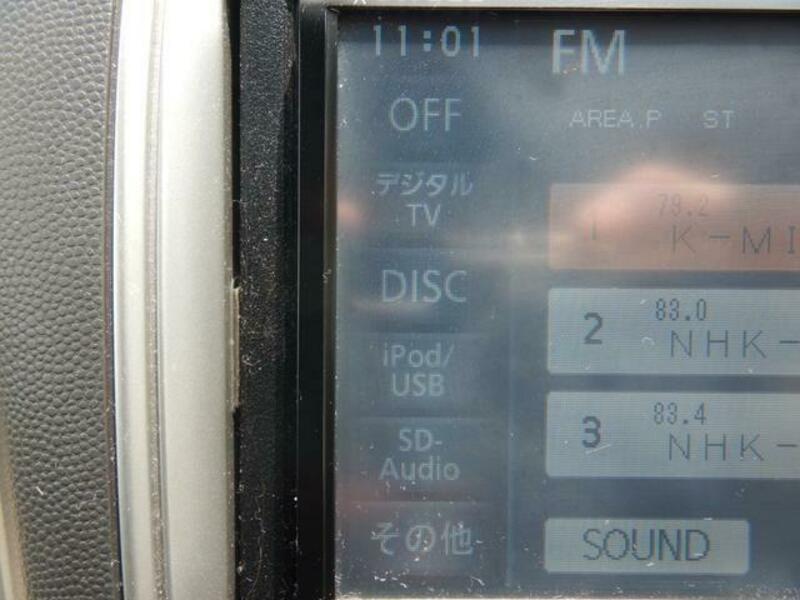 11:01
FM
OFF
AREA.P ST
デジタル
TV
79.2
1 K-MI
DISC
83.0
2 NHK-
iPod/
USB
83.4
3 NHK-
SD-
Audio
その他
SOUND